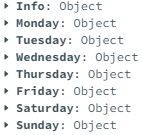 Info: Object
Monday: Object
Tuesday: Object
Wednesday: Object
Thursday: Object
Friday: Object
Saturday: Object
Sunday: Object